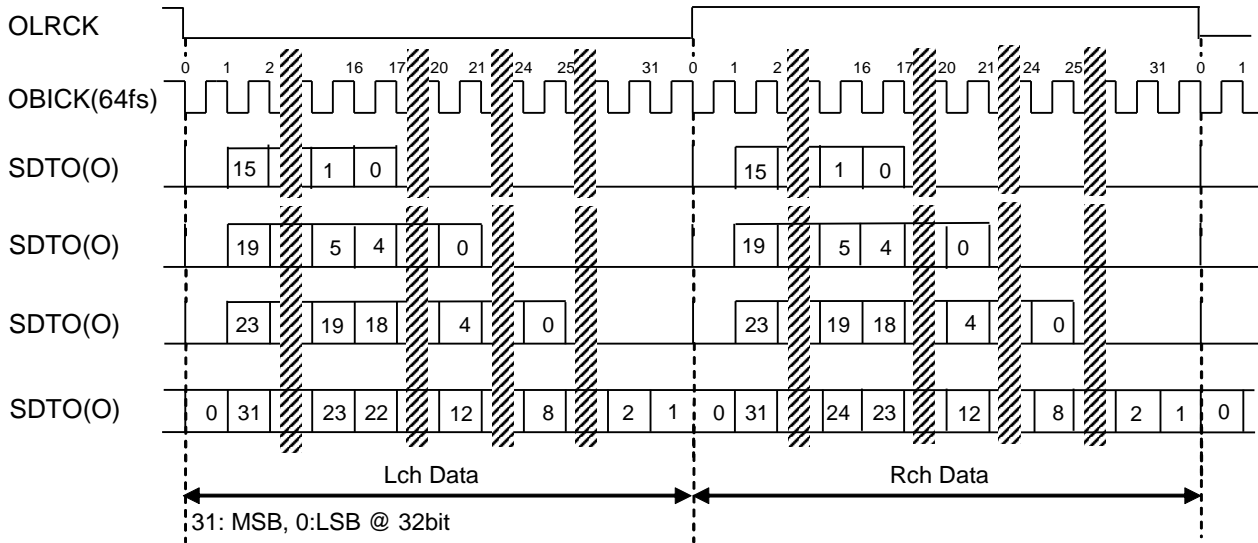 OLRCK
0 1 2 16 17 20 21 24 25 31 0 1 2 16 17 20 21 24 25 31 0 1
OBICK(64fs)
SDTO(O) 15 1 0 15 1 0
SDTO(O) 19 5 4 0 19 5 4 0
SDTO(O) 23 19 18 4 0 23 19 18 4 0
SDTO(O) 0 31 23 22 12 8 2 1 0 31 24 23 12 8 2 1 0
Lch Data Rch Data
31: MSB, 0:LSB @ 32bit